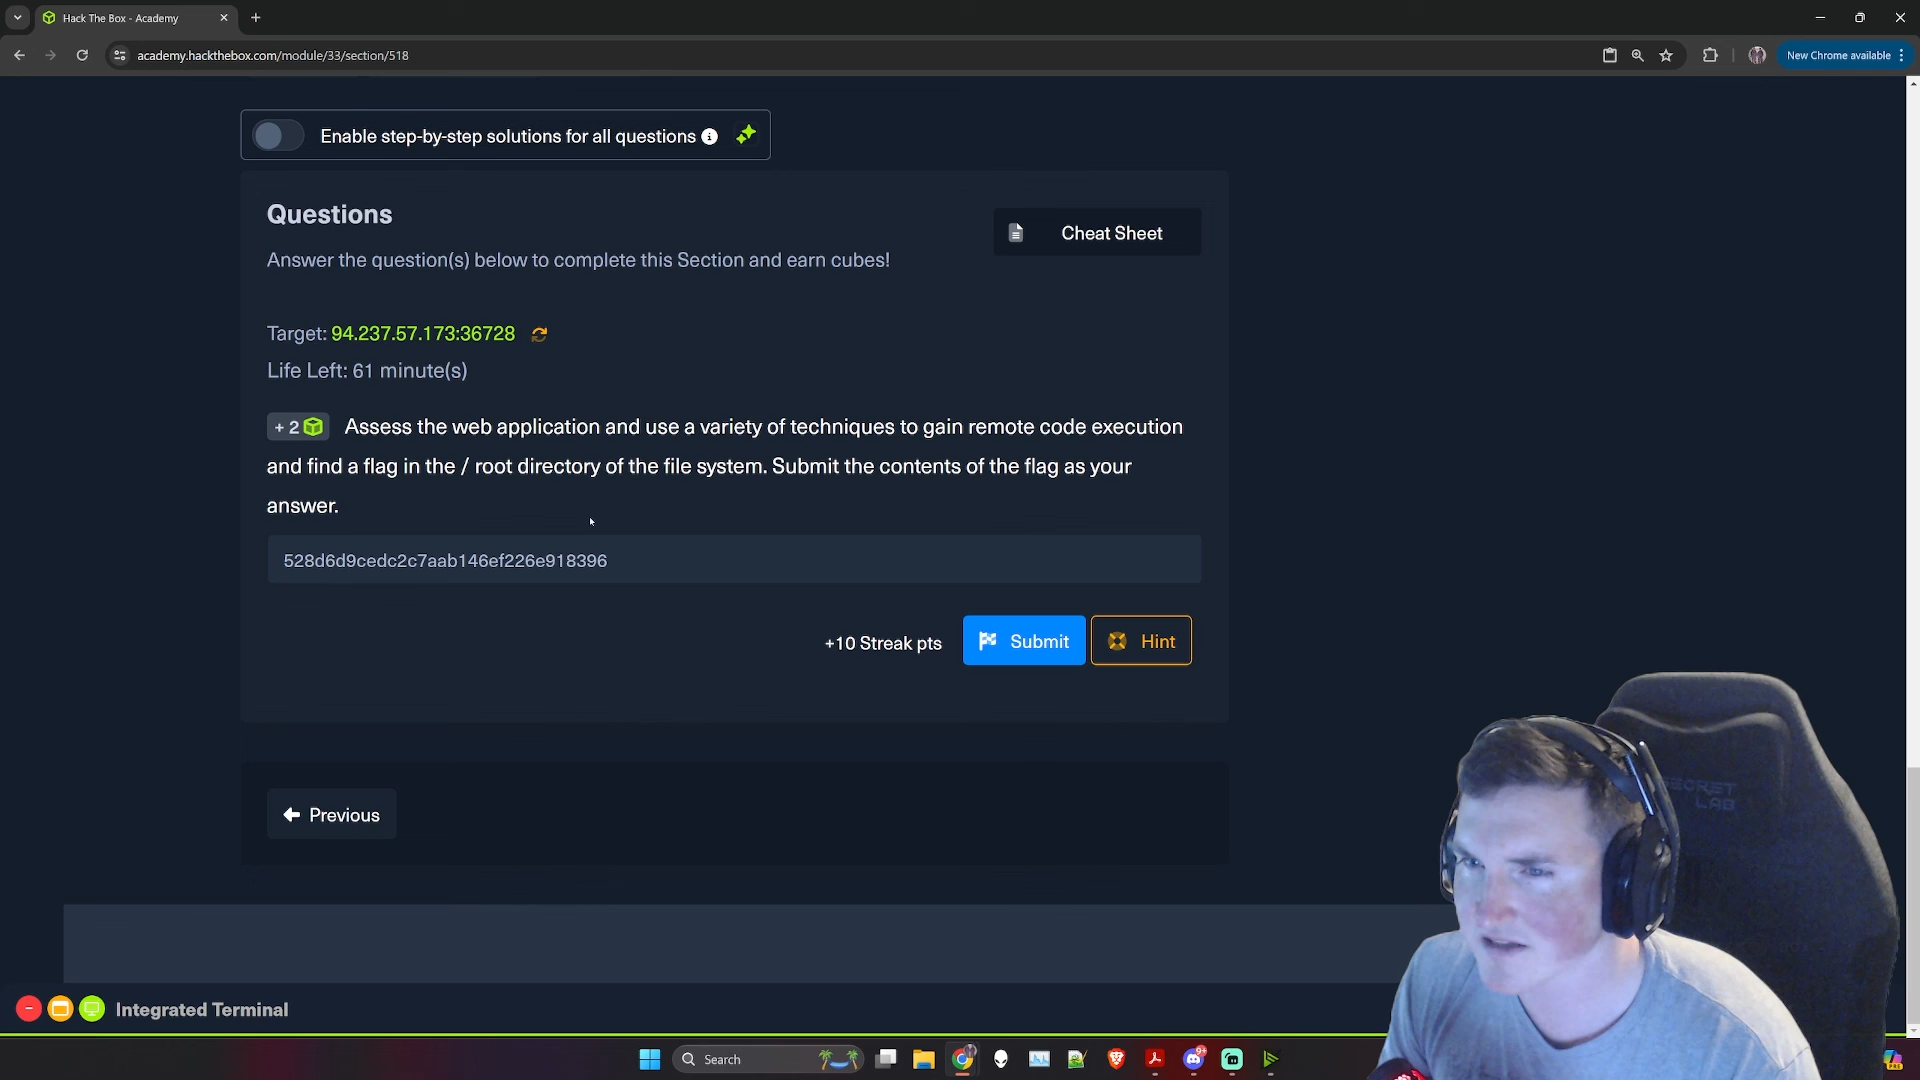 Hack The Box - Academy
academy.hackthebox.com/module/33/section/518
New Chrome available
Enable step-by-step solutions for all questions
Questions
Cheat Sheet
Answer the question(s) below to complete this Section and earn cubes!
Target: 94.237.57.173:36728
Life Left: 61 minute(s)
+ 2 Assess the web application and use a variety of techniques to gain remote code execution
and find a flag in the / root directory of the file system. Submit the contents of the flag as your
answer.
528d6d9cedc2c7aab146ef226e918396
+10 Streak pts
Submit
Hint
Previous
Integrated Terminal
Search